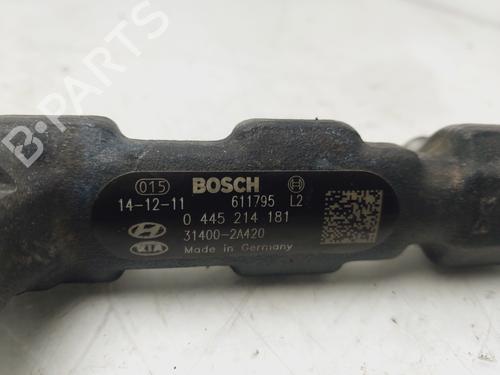 B-PARTS
015 BOSCH
14-12-11 611795 L2
0 445 214 181
31400-2A420
KIA Made in Germany